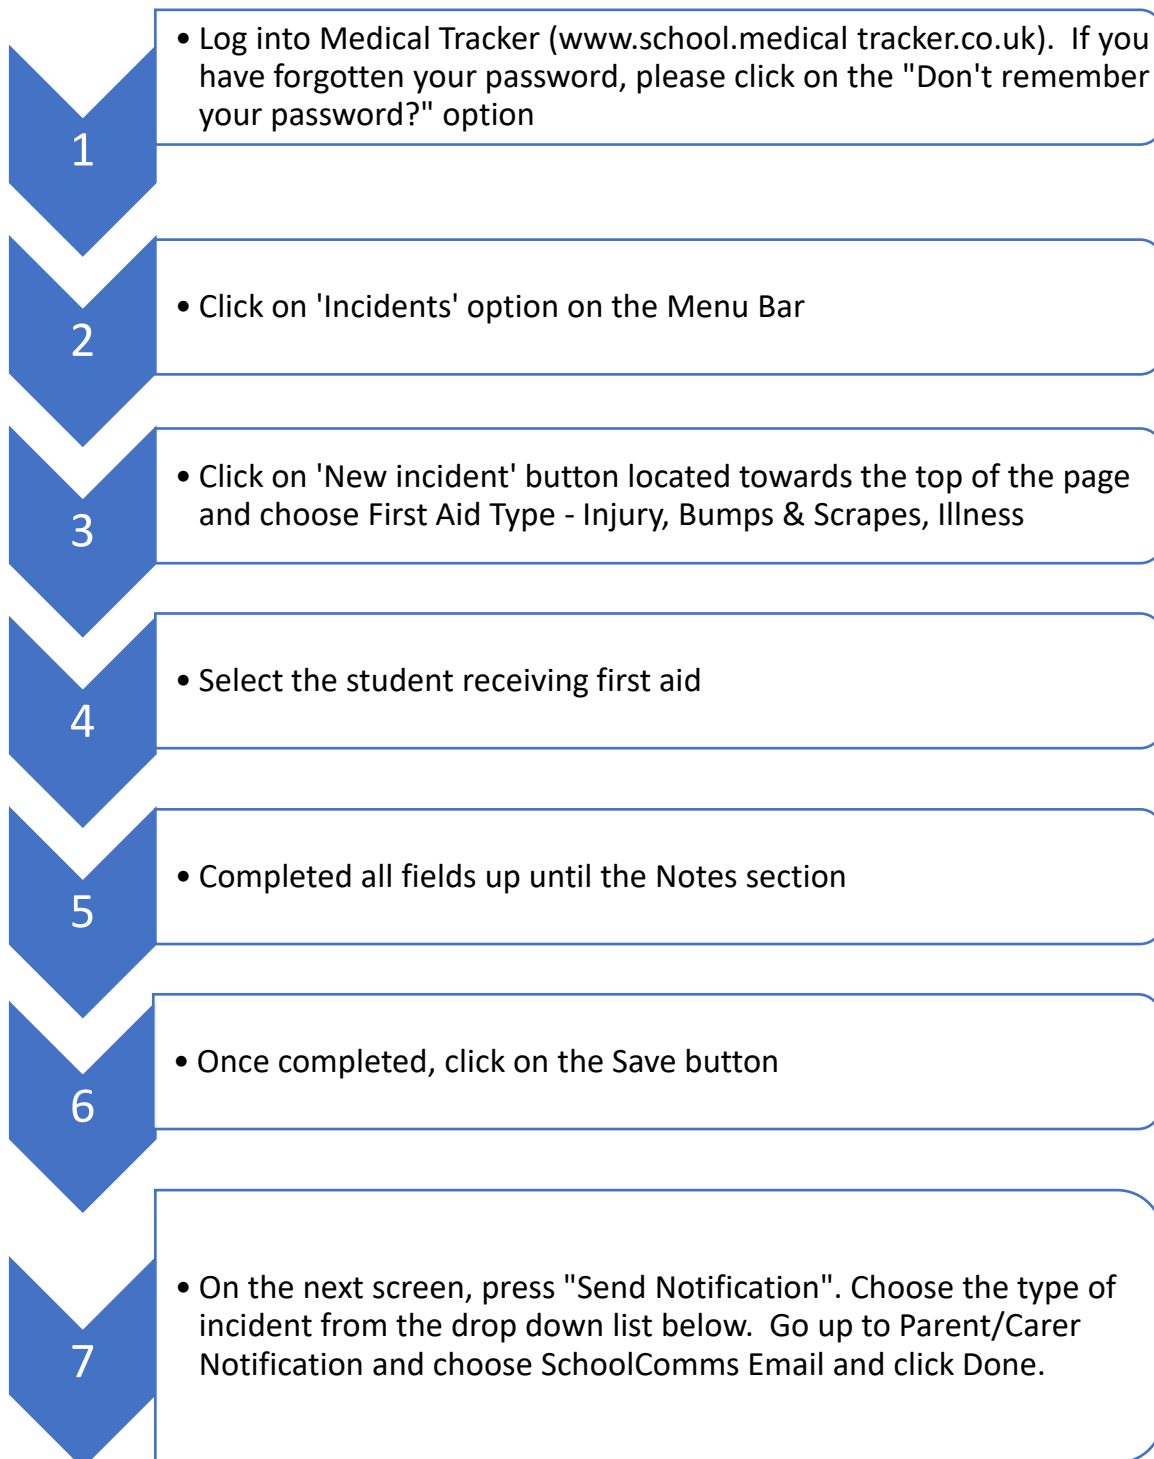 1
• Log into Medical Tracker (www.school.medical tracker.co.uk).  If you
have forgotten your password, please click on the "Don't remember
your password?" option
2
• Click on 'Incidents' option on the Menu Bar
3
• Click on 'New incident' button located towards the top of the page
and choose First Aid Type - Injury, Bumps & Scrapes, Illness
4
• Select the student receiving first aid
5
• Completed all fields up until the Notes section
6
• Once completed, click on the Save button
7
• On the next screen, press "Send Notification". Choose the type of
incident from the drop down list below.  Go up to Parent/Carer
Notification and choose SchoolComms Email and click Done.